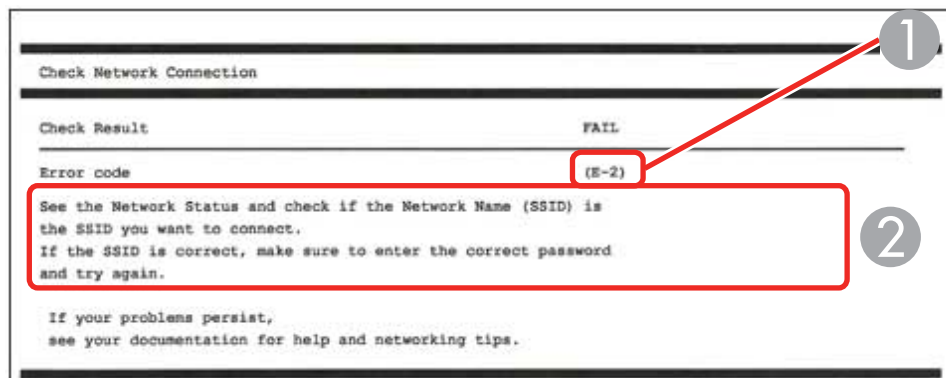 1
Check Network Connection
Check Result FAIL
Error code (E-2)
See the Network Status and check if the Network Name (SSID) is
the SSID you want to connect.
If the SSID is correct, make sure to enter the correct password
and try again.
2
If your problems persist,
see your documentation for help and networking tips.